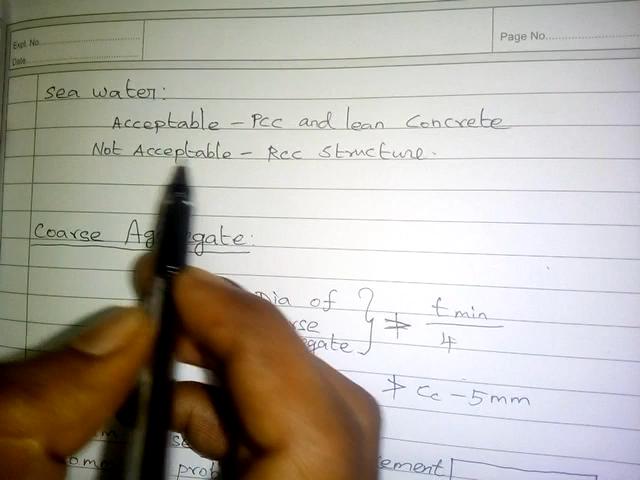 Expt. No.
Date
Page No.
Sea water:
Acceptable - PCC and lean Concrete
Not Acceptable - RCC Structure.
Coarse Aggregate:
Dia of } ≯ t min / 4
≯ Cc - 5mm